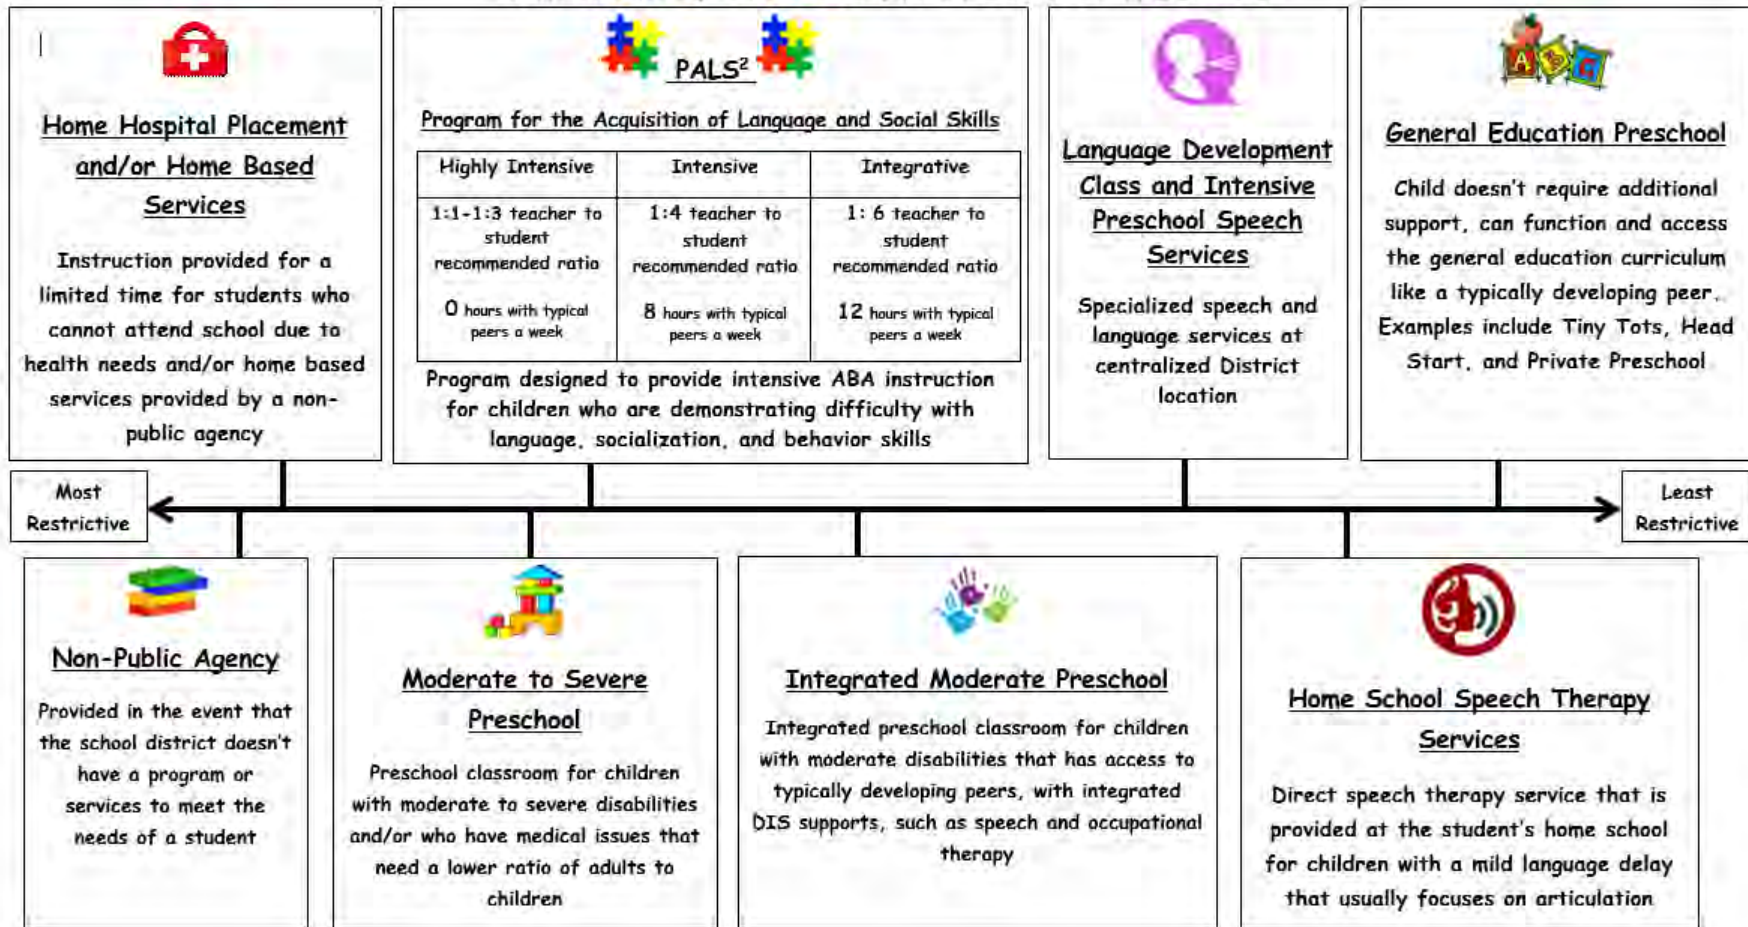 Home Hospital Placement
and/or Home Based
Services
Instruction provided for a
limited time for students who
cannot attend school due to
health needs and/or home based
services provided by a non-
public agency
PALS²
Program for the Acquisition of Language and Social Skills
Highly Intensive
1:1-1:3 teacher to
student
recommended ratio
0 hours with typical
peers a week
Intensive
1:4 teacher to
student
recommended ratio
8 hours with typical
peers a week
Integrative
1: 6 teacher to
student
recommended ratio
12 hours with typical
peers a week
Program designed to provide intensive ABA instruction
for children who are demonstrating difficulty with
language, socialization, and behavior skills
Language Development
Class and Intensive
Preschool Speech
Services
Specialized speech and
language services at
centralized District
location
A b C
General Education Preschool
Child doesn't require additional
support, can function and access
the general education curriculum
like a typically developing peer.
Examples include Tiny Tots, Head
Start, and Private Preschool
Most
Restrictive
Least
Restrictive
Non-Public Agency
Provided in the event that
the school district doesn't
have a program or
services to meet the
needs of a student
Moderate to Severe
Preschool
Preschool classroom for children
with moderate to severe disabilities
and/or who have medical issues that
need a lower ratio of adults to
children
Integrated Moderate Preschool
Integrated preschool classroom for children
with moderate disabilities that has access to
typically developing peers, with integrated
DIS supports, such as speech and occupational
therapy
Home School Speech Therapy
Services
Direct speech therapy service that is
provided at the student's home school
for children with a mild language delay
that usually focuses on articulation